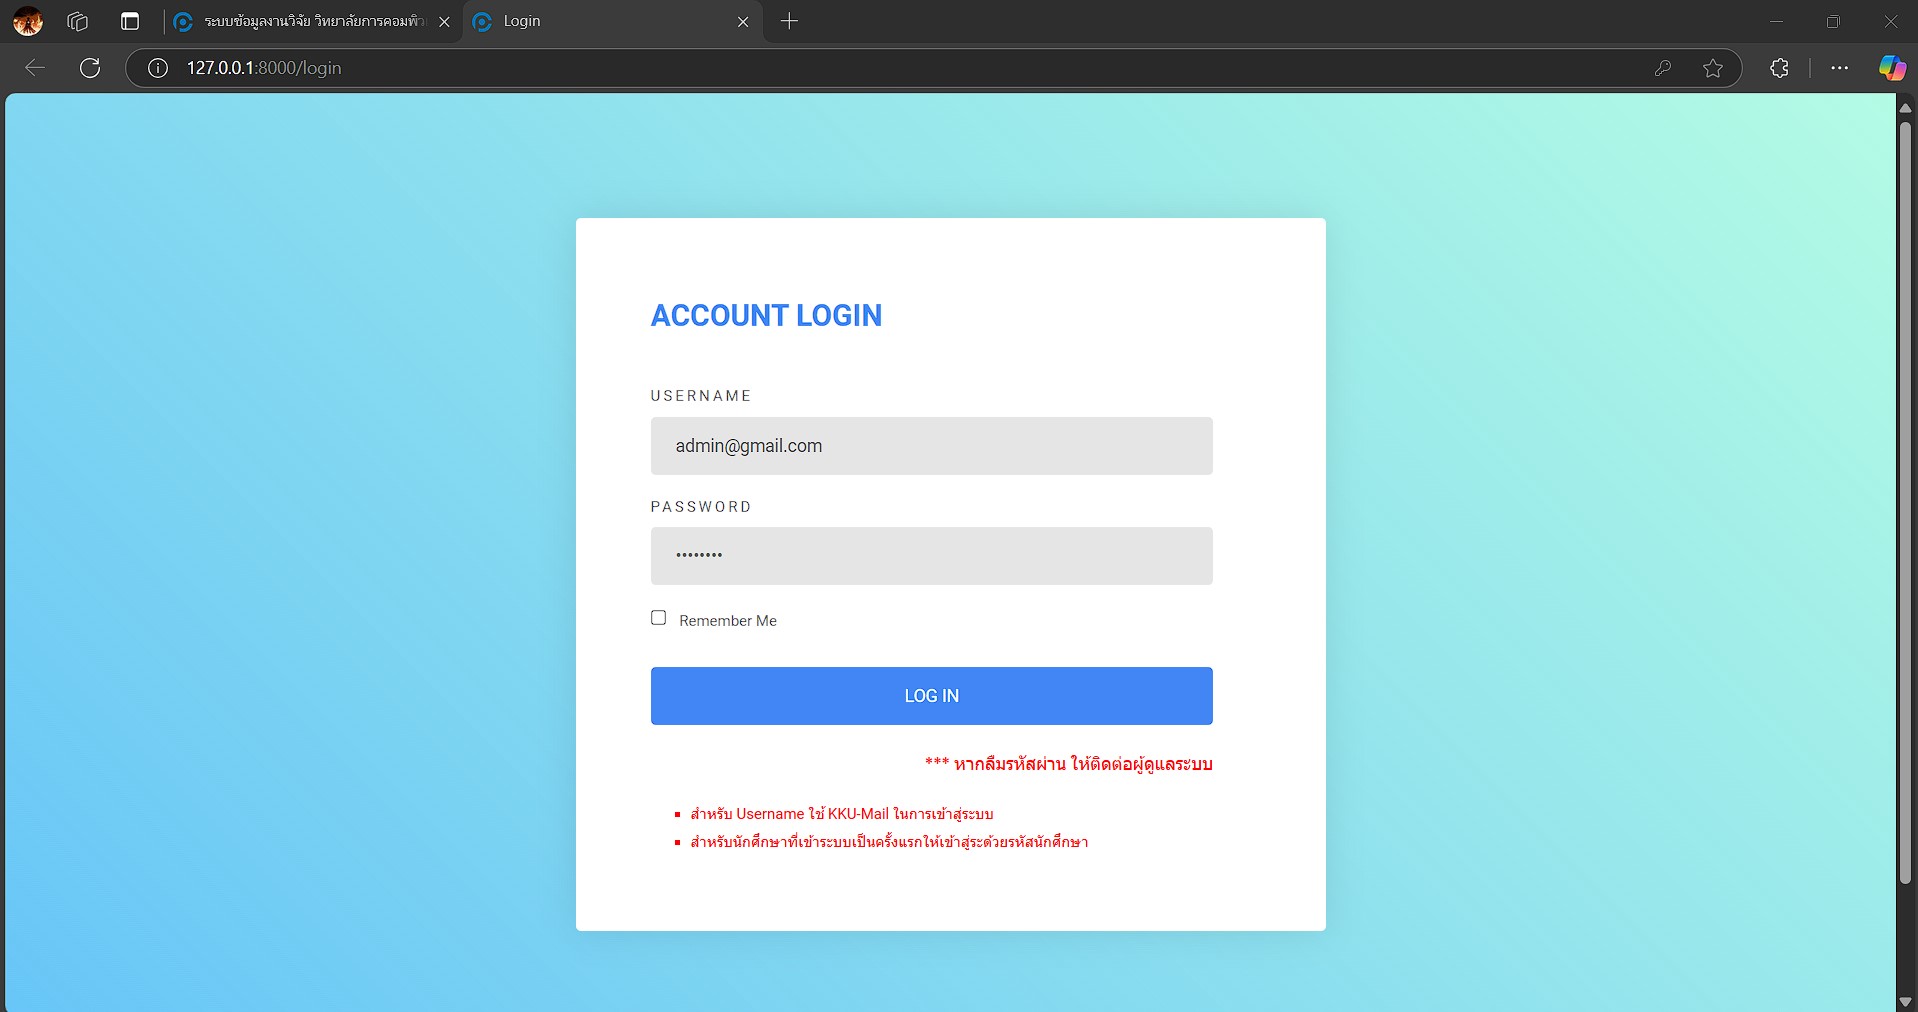 ระบบข้อมูลงานวิจัย วิทยาลัยการคอมพิว
Login
127.0.0.1:8000/login
ACCOUNT LOGIN
USERNAME
admin@gmail.com
PASSWORD
••••••••
Remember Me
LOG IN
*** หากลืมรหัสผ่าน ให้ติดต่อผู้ดูแลระบบ
สำหรับ Username ใช้ KKU-Mail ในการเข้าสู่ระบบ
สำหรับนักศึกษาที่เข้าระบบเป็นครั้งแรกให้เข้าสู่ระด้วยรหัสนักศึกษา